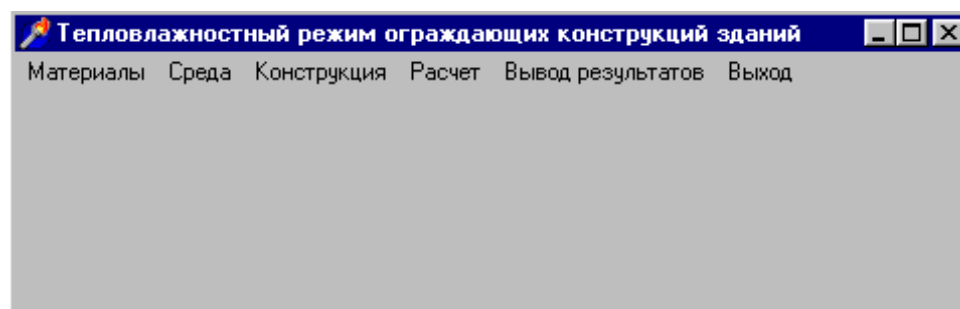 Тепловлажностный режим ограждающих конструкций зданий
Материалы Среда Конструкция Расчет Вывод результатов Выход